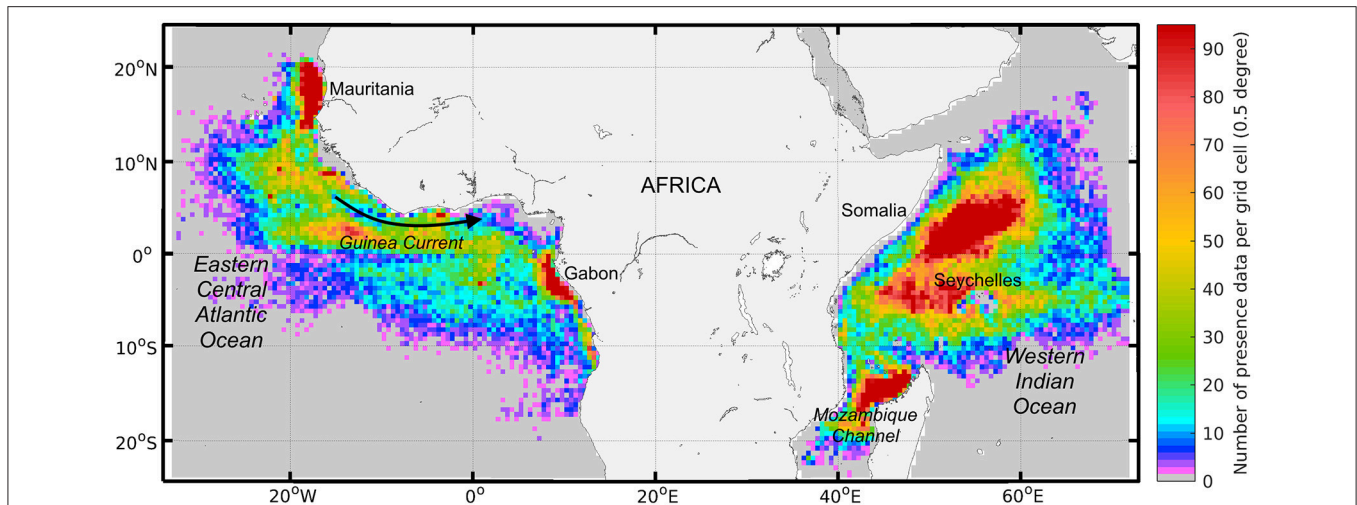 20°N
10°N
0°
10°S
20°S
20°W
0°
20°E
40°E
60°E
Mauritania
AFRICA
Somalia
Guinea Current
Gabon
Seychelles
Eastern
Central
Atlantic
Ocean
Western
Indian
Ocean
Mozambique
Channel
90
80
70
60
50
40
30
20
10
0
Number of presence data per grid cell (0.5 degree)